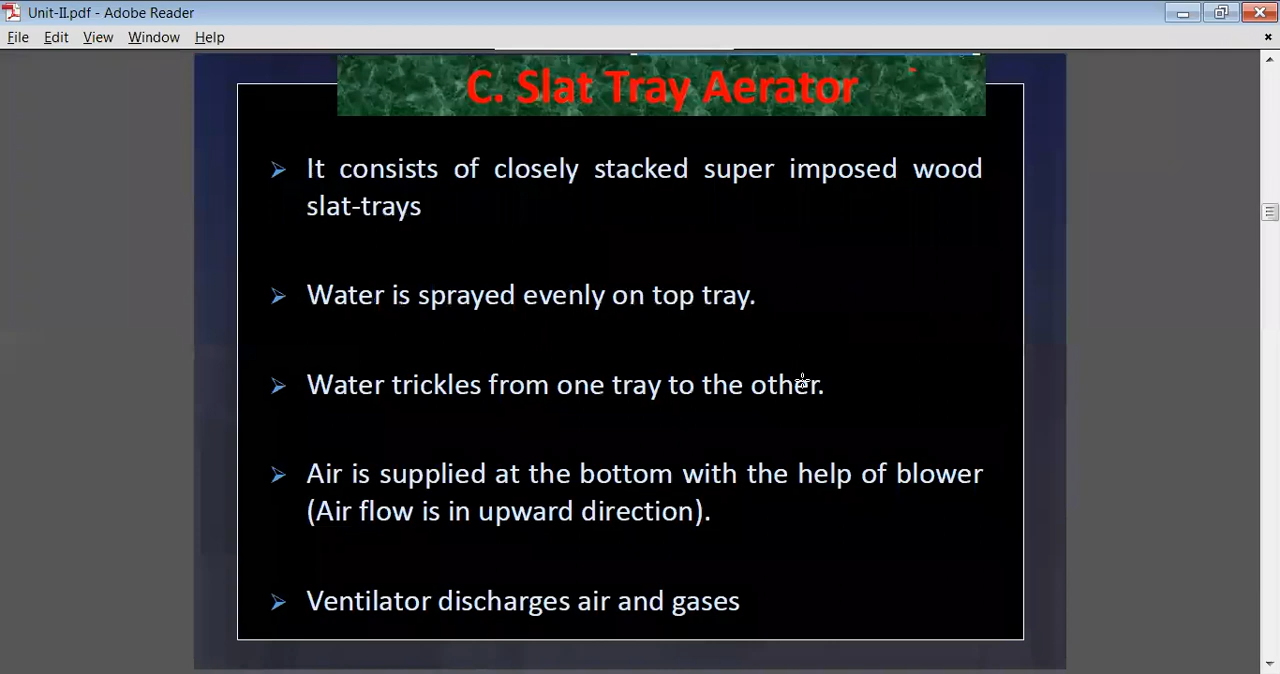 Unit-II.pdf - Adobe Reader
File Edit View Window Help
C. Slat Tray Aerator
It consists of closely stacked super imposed wood
slat-trays
Water is sprayed evenly on top tray.
Water trickles from one tray to the other.
Air is supplied at the bottom with the help of blower
(Air flow is in upward direction).
Ventilator discharges air and gases